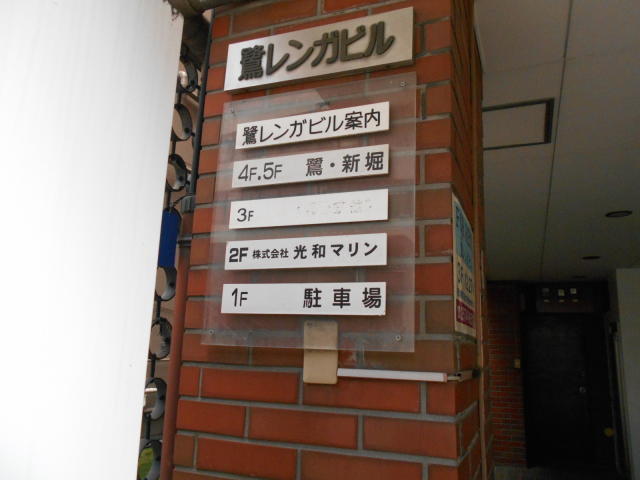 鷺レンガビル
鷺レンガビル案内
4F.5F 鷺・新堀
3F
2F 株式会社 光和マリン
1F 駐車場